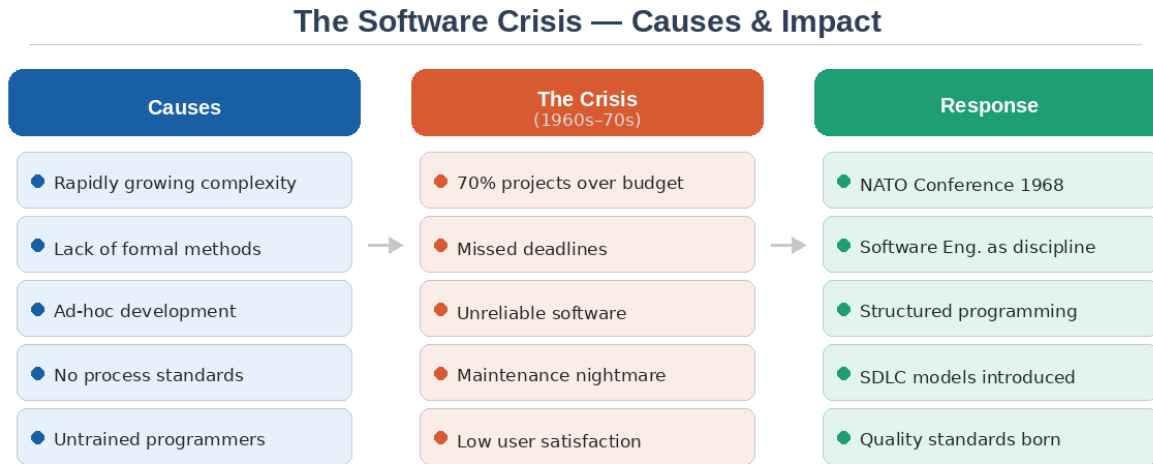 The Software Crisis — Causes & Impact
Causes
Rapidly growing complexity
Lack of formal methods
Ad-hoc development
No process standards
Untrained programmers
The Crisis
(1960s–70s)
70% projects over budget
Missed deadlines
Unreliable software
Maintenance nightmare
Low user satisfaction
Response
NATO Conference 1968
Software Eng. as discipline
Structured programming
SDLC models introduced
Quality standards born